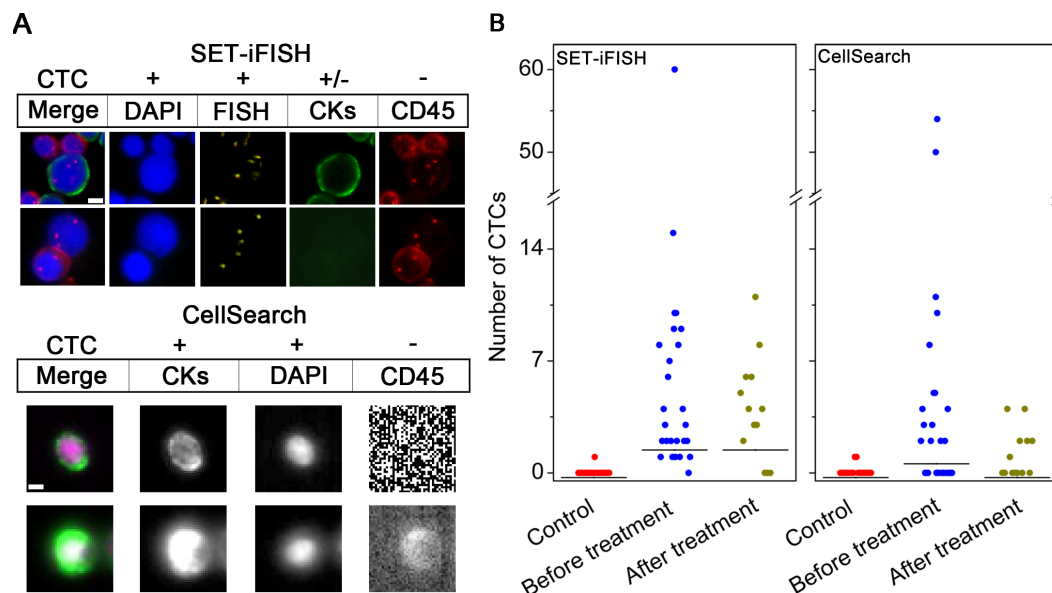 A
SET-iFISH
CTC + + +/- -
Merge DAPI FISH CKs CD45
CellSearch
CTC + + -
Merge CKs DAPI CD45
B
SET-iFISH
CellSearch
Number of CTCs
60
50
14
7
0
Control
Before treatment
After treatment
Control
Before treatment
After treatment